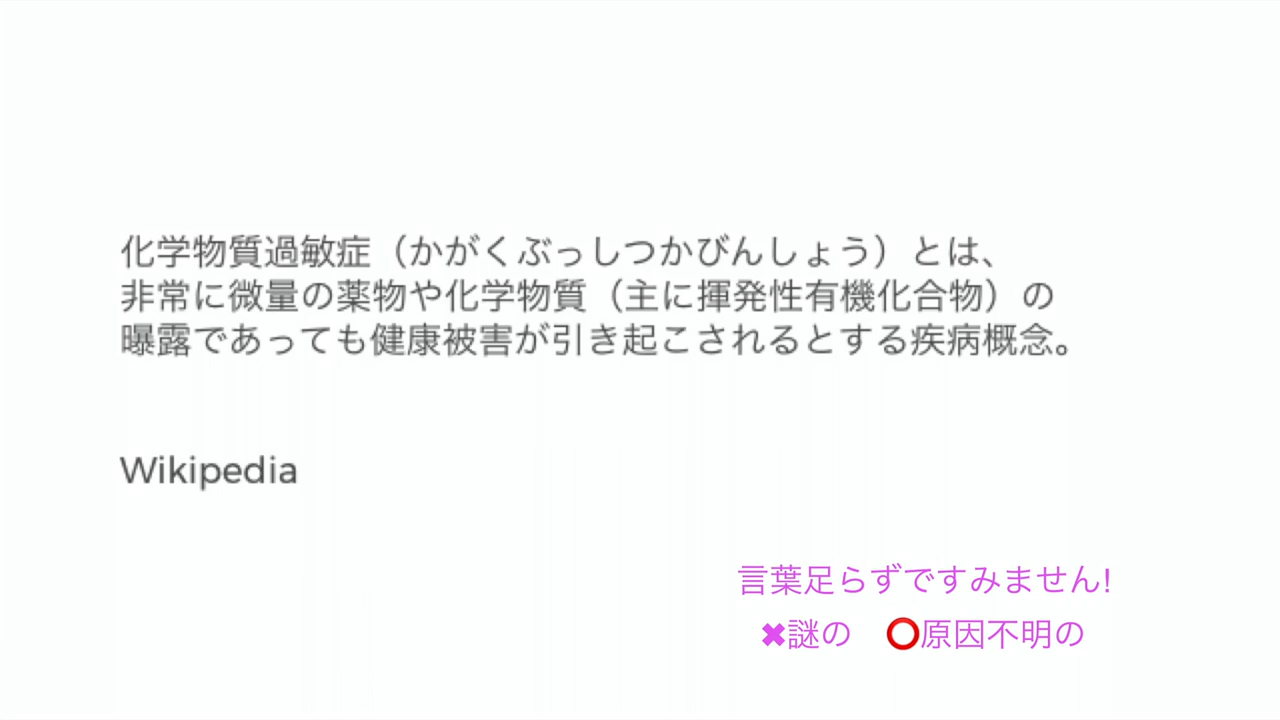 化学物質過敏症（かがくぶっしつかびんしょう）とは、
非常に微量の薬物や化学物質（主に揮発性有機化合物）の
曝露であっても健康被害が引き起こされるとする疾病概念。
Wikipedia
言葉足らずですみません!
✖謎の　⭕原因不明の